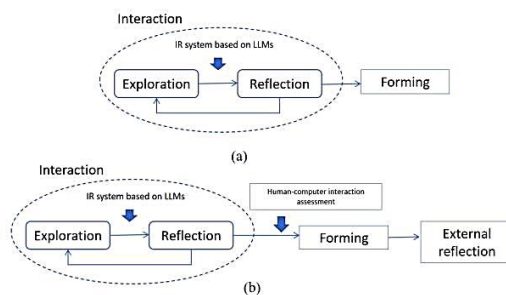 Interaction
IR system based on LLMs
Exploration
Reflection
Forming
(a)
Interaction
IR system based on LLMs
Human-computer interaction
assessment
Exploration
Reflection
Forming
External
reflection
(b)